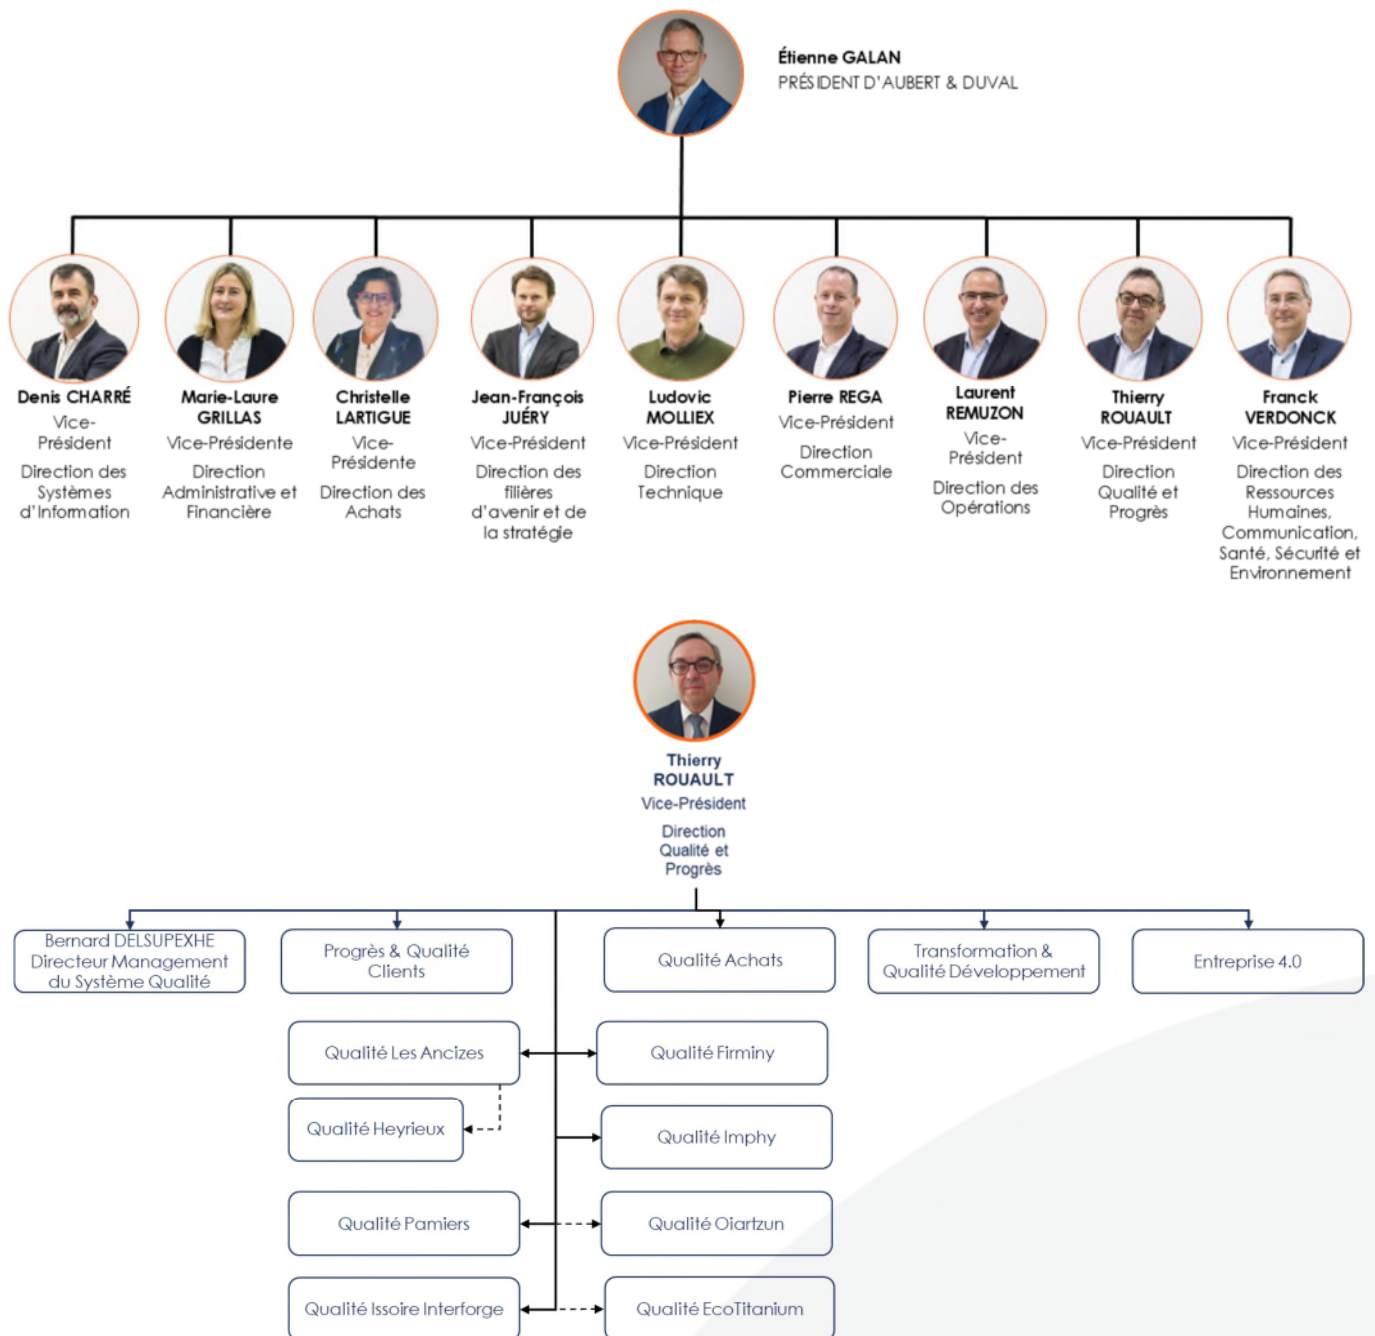 Étienne GALAN
PRÉSIDENT D'AUBERT & DUVAL
Denis CHARRÉ
Vice-
Président
Direction des
Systèmes
d'Information
Marie-Laure
GRILLAS
Vice-Présidente
Direction
Administrative et
Financière
Christelle
LARTIGUE
Vice-
Présidente
Direction des
Achats
Jean-François
JUÉRY
Vice-Président
Direction des
filières
d'avenir et de
la stratégie
Ludovic
MOLLIEX
Vice-Président
Direction
Technique
Pierre REGA
Vice-Président
Direction
Commerciale
Laurent
REMUZON
Vice-
Président
Direction des
Opérations
Thierry
ROUAULT
Vice-Président
Direction
Qualité et
Progrès
Franck
VERDONCK
Vice-Président
Direction des
Ressources
Humaines,
Communication,
Santé, Sécurité et
Environnement
Thierry
ROUAULT
Vice-Président
Direction
Qualité et
Progrès
Bernard DELSUPEXHE
Directeur Management
du Système Qualité
Progrès & Qualité
Clients
Qualité Achats
Transformation &
Qualité Développement
Entreprise 4.0
Qualité Les Ancizes
Qualité Firminy
Qualité Heyrieux
Qualité Imphy
Qualité Pamiers
Qualité Oiartzun
Qualité Issoire Interforge
Qualité EcoTitanium